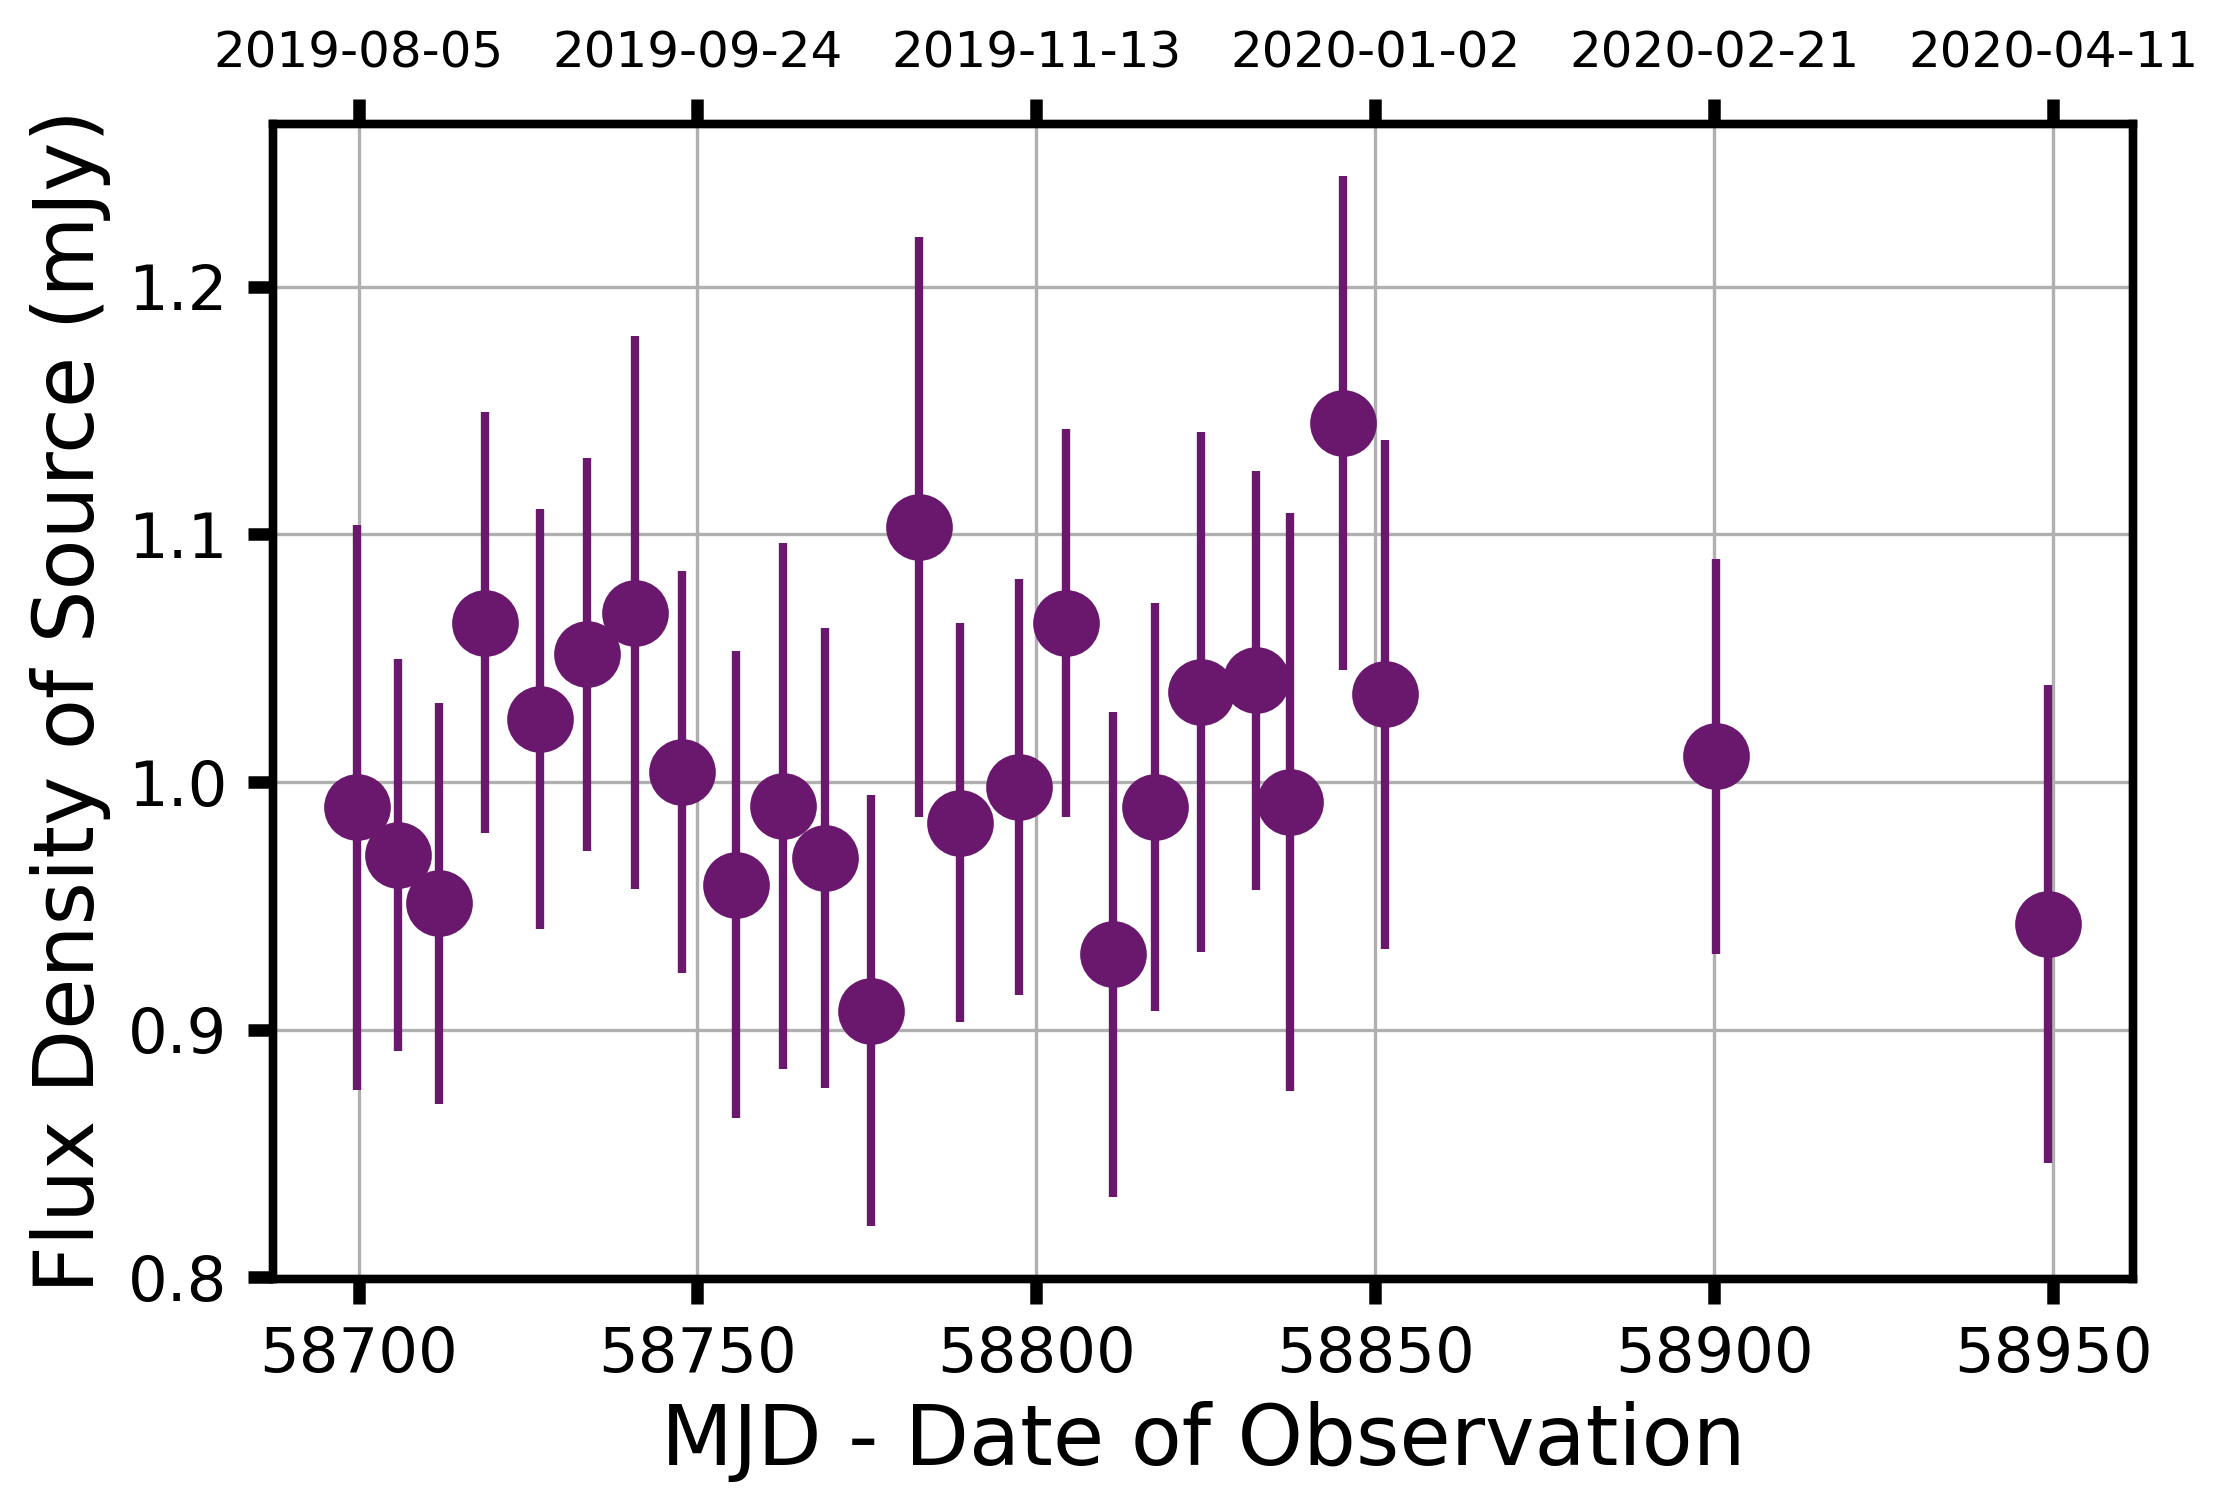 2019-08-05 2019-09-24 2019-11-13 2020-01-02 2020-02-21 2020-04-11
Flux Density of Source (mJy)
1.2
1.1
1.0
0.9
0.8
58700 58750 58800 58850 58900 58950
MJD - Date of Observation